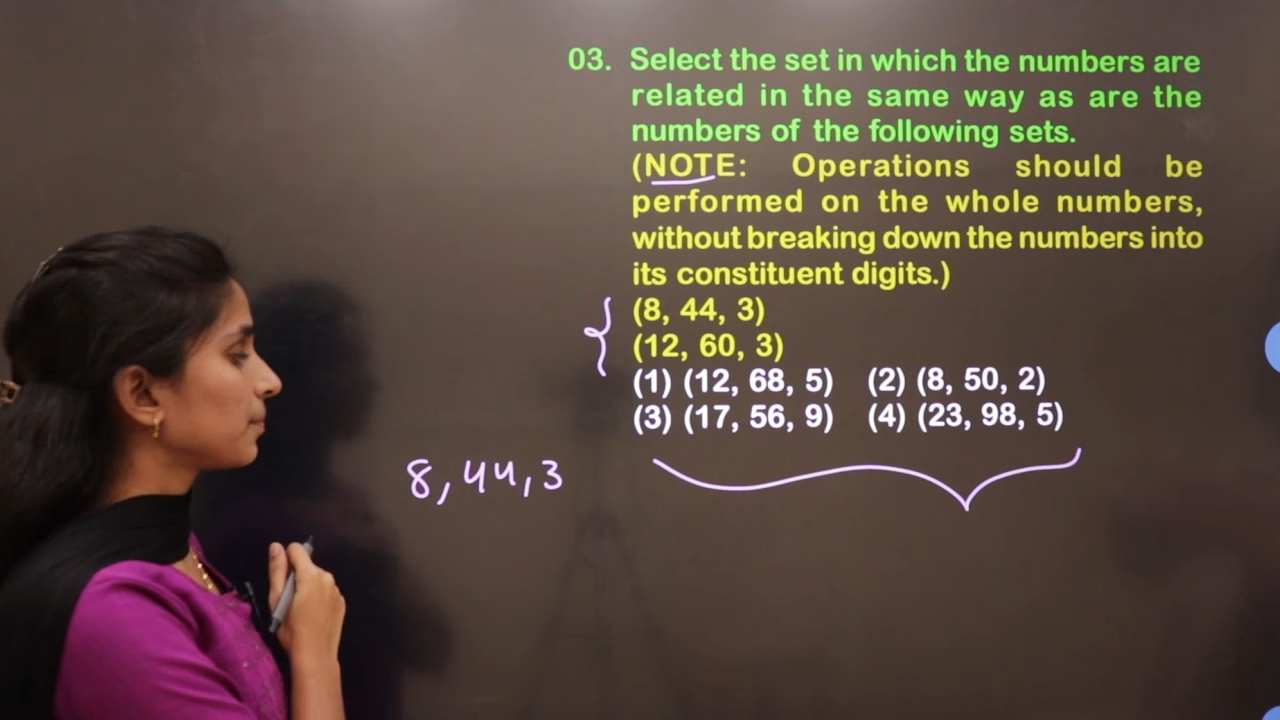 03. Select the set in which the numbers are
related in the same way as are the
numbers of the following sets.
(NOTE: Operations should be
performed on the whole numbers,
without breaking down the numbers into
its constituent digits.)
(8, 44, 3)
(12, 60, 3)
(1) (12, 68, 5) (2) (8, 50, 2)
(3) (17, 56, 9) (4) (23, 98, 5)
8, 44, 3